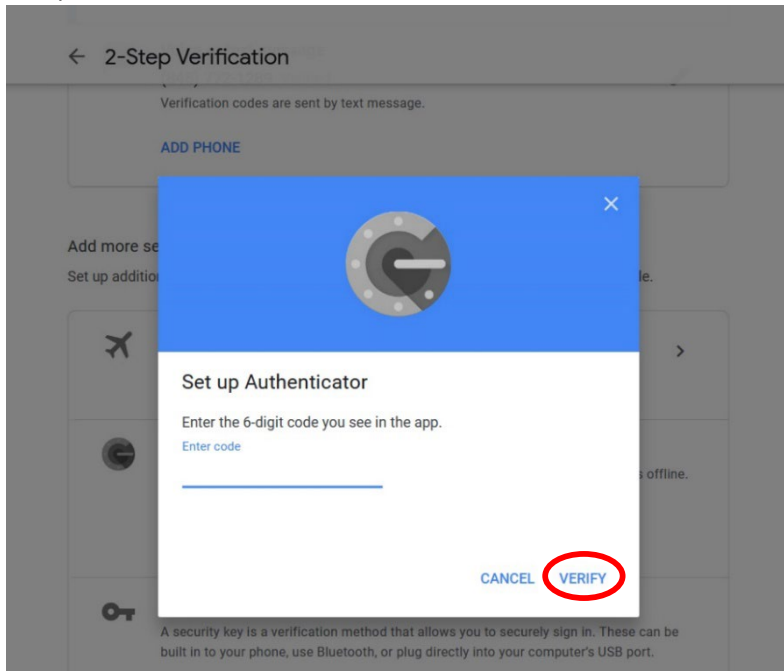 2-Step Verification
Verification codes are sent by text message.
ADD PHONE
Add more se
Set up additio
le.
Set up Authenticator
Enter the 6-digit code you see in the app.
Enter code
s offline.
CANCEL VERIFY
A security key is a verification method that allows you to securely sign in. These can be
built in to your phone, use Bluetooth, or plug directly into your computer's USB port.